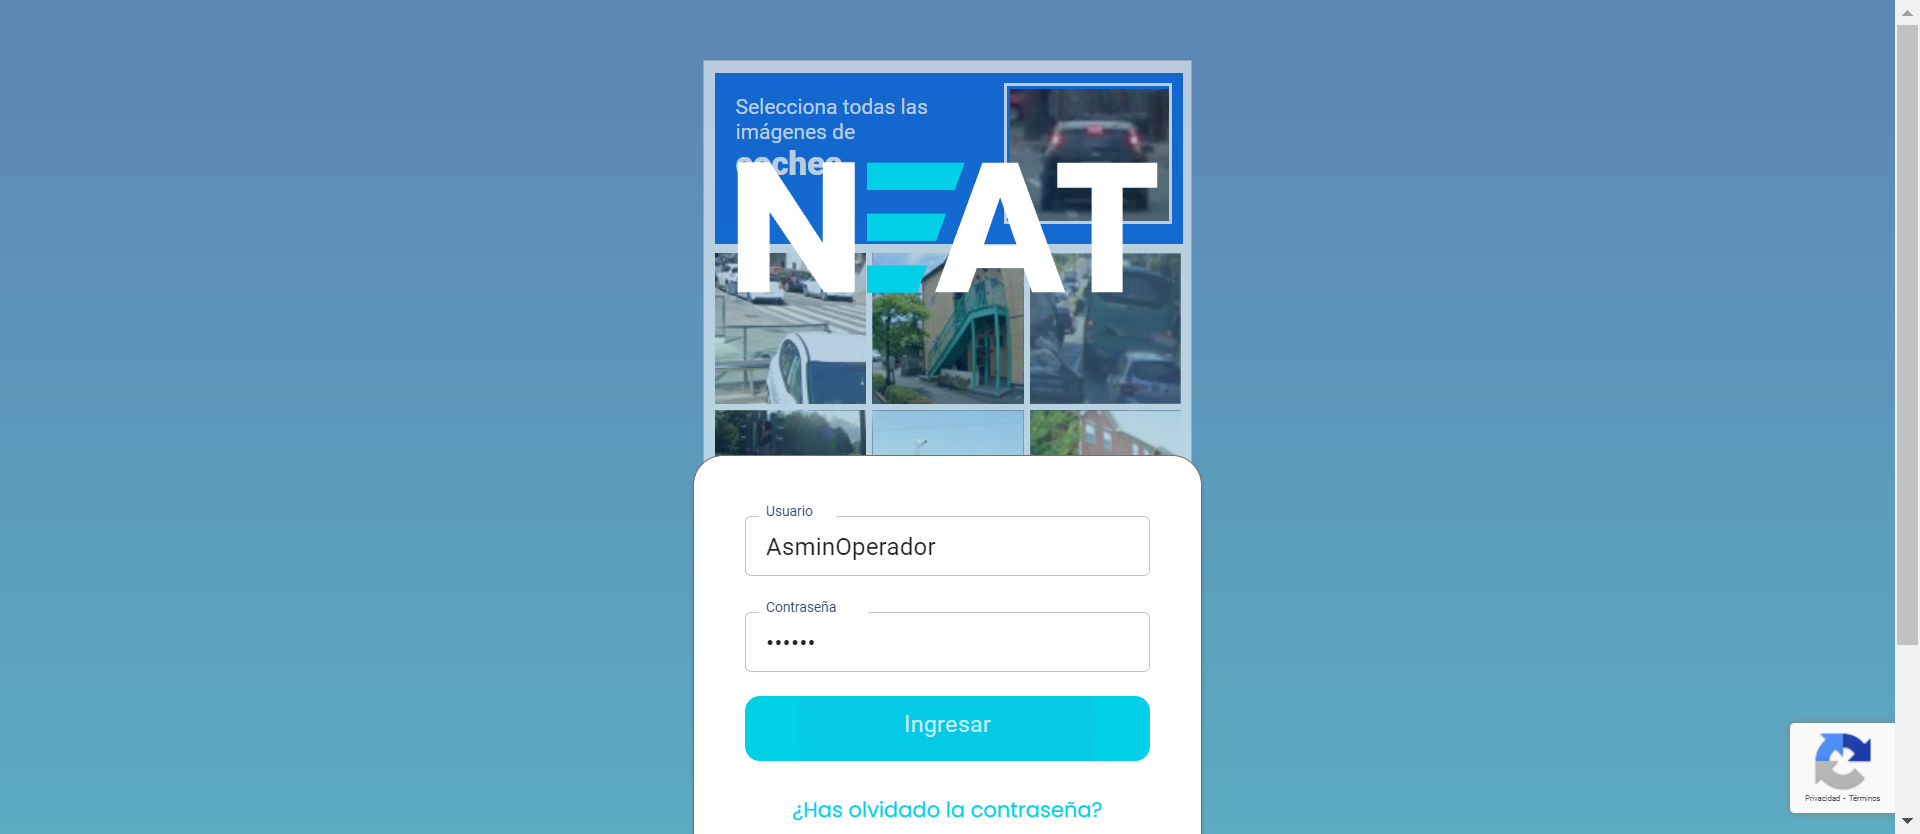 Selecciona todas las
imágenes de
coches
NEAT
Usuario
AsminOperador
Contraseña
••••••
Ingresar
¿Has olvidado la contraseña?
Privacidad - Términos